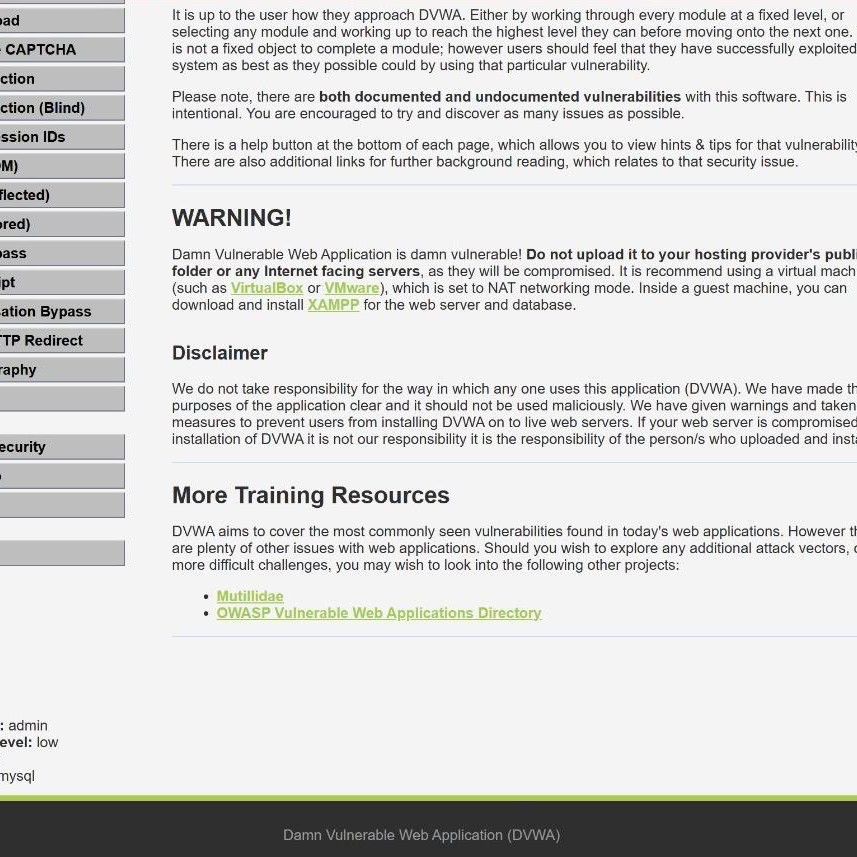 oad
CAPTCHA
ction
ction (Blind)
ssion IDs
M)
flected)
ored)
pass
ipt
sation Bypass
TTP Redirect
raphy
ecurity
: admin
evel: low
mysql
It is up to the user how they approach DVWA. Either by working through every module at a fixed level, or
selecting any module and working up to reach the highest level they can before moving onto the next one.
is not a fixed object to complete a module; however users should feel that they have successfully exploited
system as best as they possible could by using that particular vulnerability.
Please note, there are both documented and undocumented vulnerabilities with this software. This is
intentional. You are encouraged to try and discover as many issues as possible.
There is a help button at the bottom of each page, which allows you to view hints & tips for that vulnerability
There are also additional links for further background reading, which relates to that security issue.
WARNING!
Damn Vulnerable Web Application is damn vulnerable! Do not upload it to your hosting provider's publi
folder or any Internet facing servers, as they will be compromised. It is recommend using a virtual mach
(such as VirtualBox or VMware), which is set to NAT networking mode. Inside a guest machine, you can
download and install XAMPP for the web server and database.
Disclaimer
We do not take responsibility for the way in which any one uses this application (DVWA). We have made th
purposes of the application clear and it should not be used maliciously. We have given warnings and taken
measures to prevent users from installing DVWA on to live web servers. If your web server is compromised
installation of DVWA it is not our responsibility it is the responsibility of the person/s who uploaded and insta
More Training Resources
DVWA aims to cover the most commonly seen vulnerabilities found in today's web applications. However th
are plenty of other issues with web applications. Should you wish to explore any additional attack vectors, o
more difficult challenges, you may wish to look into the following other projects:
• Mutillidae
• OWASP Vulnerable Web Applications Directory
Damn Vulnerable Web Application (DVWA)